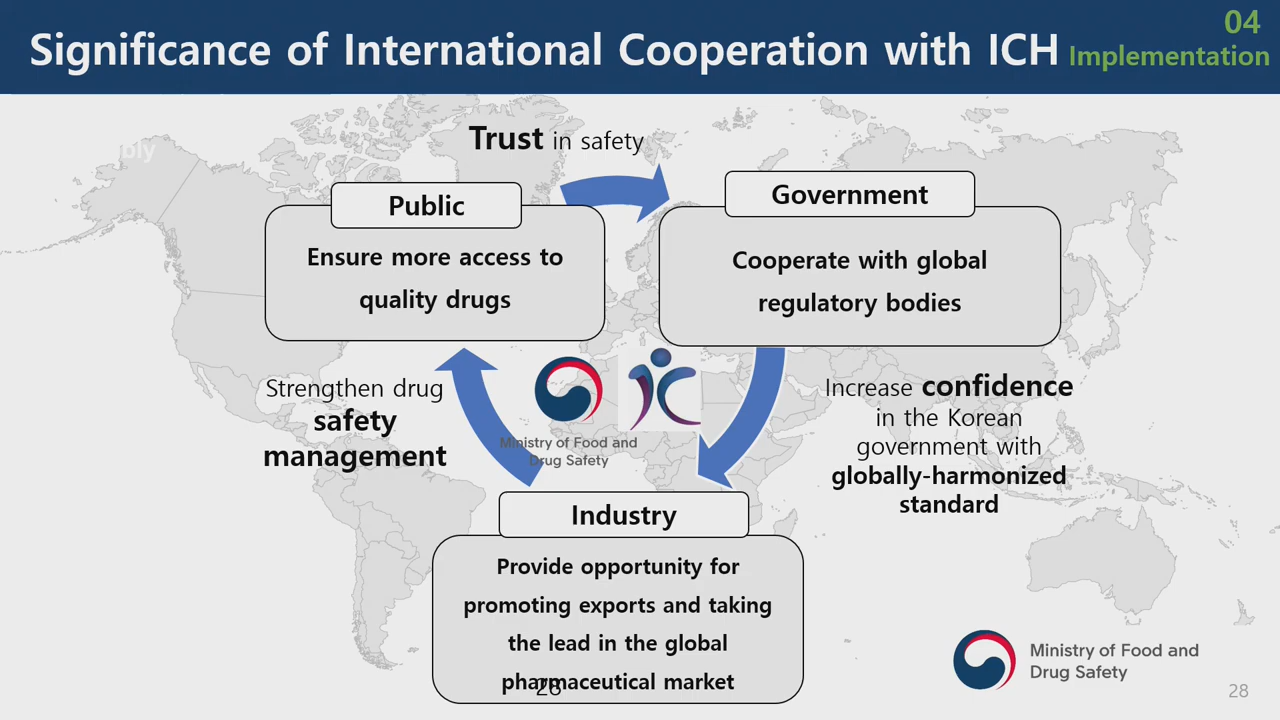 Significance of International Cooperation with ICH
04
Implementation
Trust in safety
Public
Ensure more access to
quality drugs
Government
Cooperate with global
regulatory bodies
Strengthen drug
safety
management
Ministry of Food and
Drug Safety
Increase confidence
in the Korean
government with
globally-harmonized
standard
Industry
Provide opportunity for
promoting exports and taking
the lead in the global
pharmaceutical market
28
Ministry of Food and
Drug Safety
28